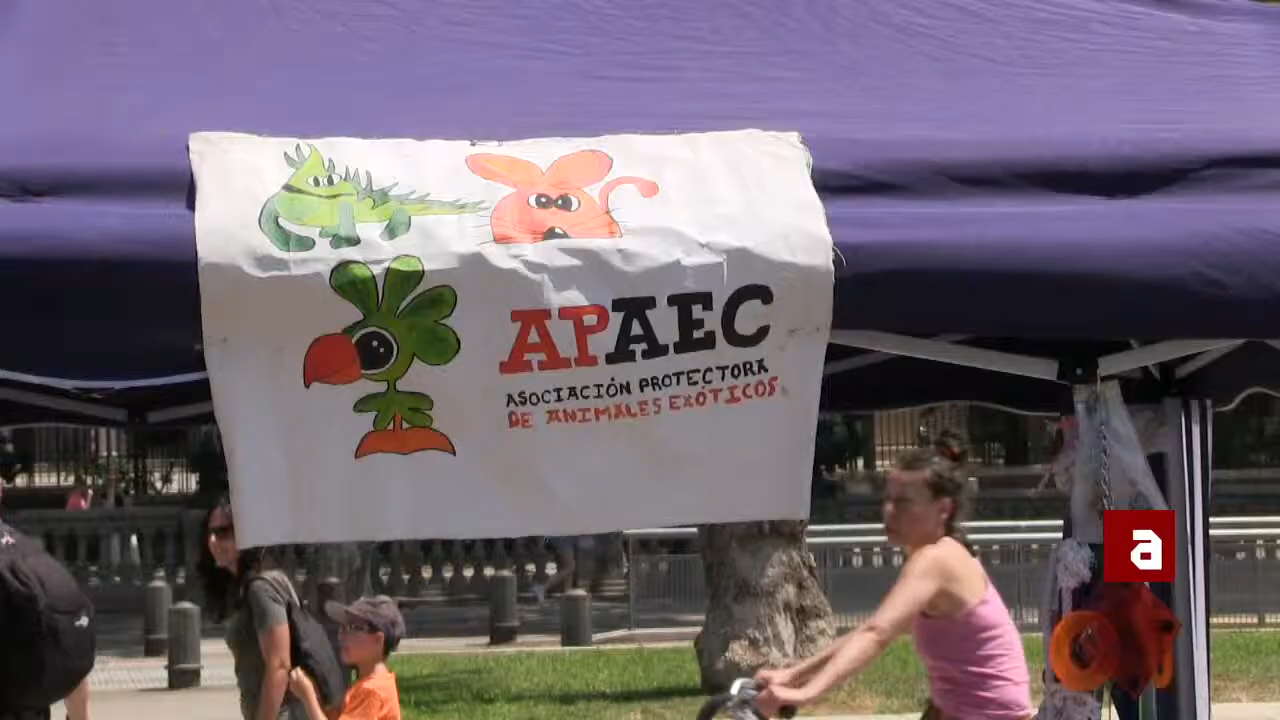 APAEC
ASOCIACIÓN PROTECTORA
DE ANIMALES EXÓTICOS.
a